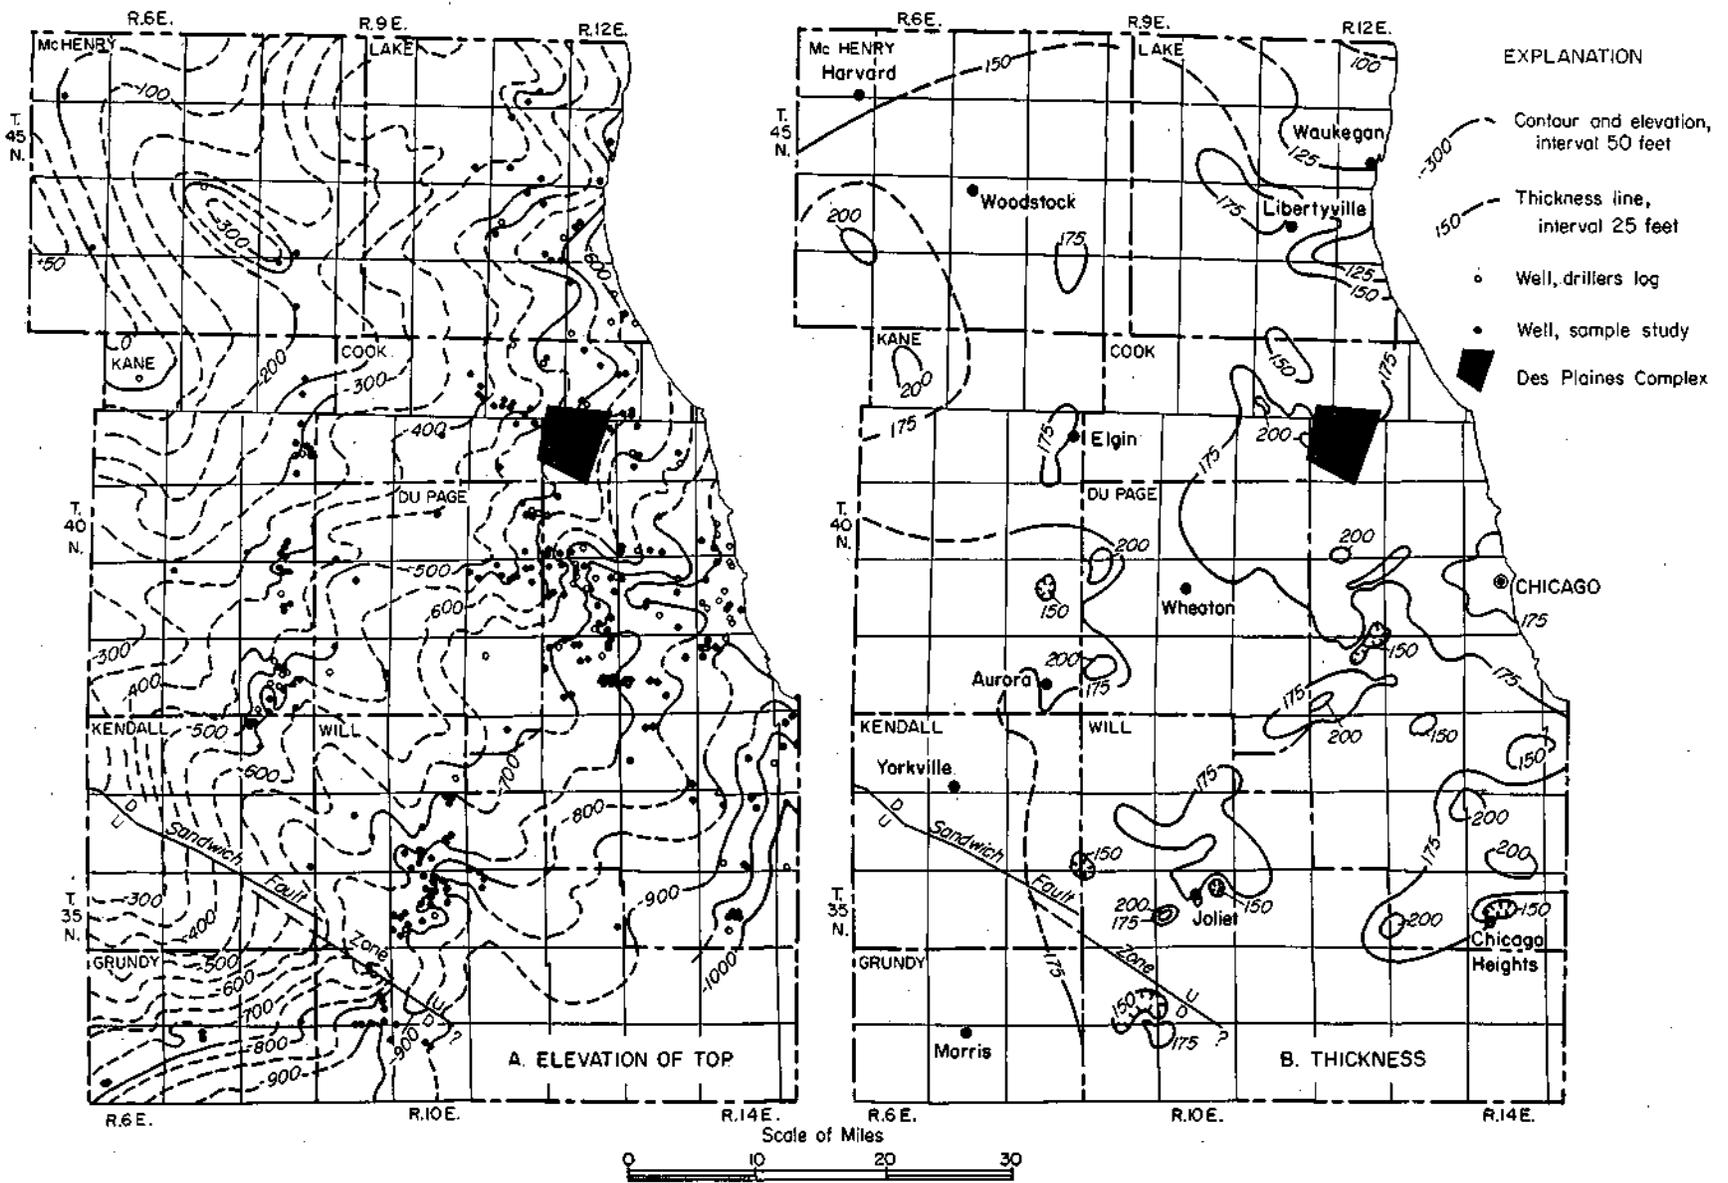 R.6E.
R.9E.
R.12E.
McHENRY
LAKE
-100
T.
45
N.
-300
+50
-600
0
KANE
-200
COOK
-300
-400
DU PAGE
T.
40
N.
-500
600
-300
400
KENDALL
-500
WILL
-600
-700
-800
D
U
Sandwich
Fault
Zone
-300
-400
T.
35
N.
-900
GRUNDY
-500
-600
-700
-800
-900
U
D
?
-900
-1000
A. ELEVATION OF TOP
R.6E.
R.10E.
R.14E.
R.6E.
R.9E.
R.12E.
Mc HENRY
Harvard
LAKE
150
100
T.
45
N.
Waukegan
125
Woodstock
175
Libertyville
200
175
125
150
KANE
200
COOK
150
175
175
175
Elgin
200
175
DU PAGE
T.
40
N.
200
200
150
Wheaton
CHICAGO
175
150
200
Aurora
175
175
175
KENDALL
WILL
200
150
150
Yorkville
175
D
U
Sandwich
Fault
Zone
150
200
175
200
T.
35
N.
200
175
Joliet
150
200
150
Chicago
Heights
GRUNDY
175
150
U
D
?
175
Morris
B. THICKNESS
R.6E.
R.10E.
R.14E.
EXPLANATION
-300
Contour and elevation,
interval 50 feet
150
Thickness line,
interval 25 feet
Well, drillers log
Well, sample study
Des Plaines Complex
Scale of Miles
0 10 20 30